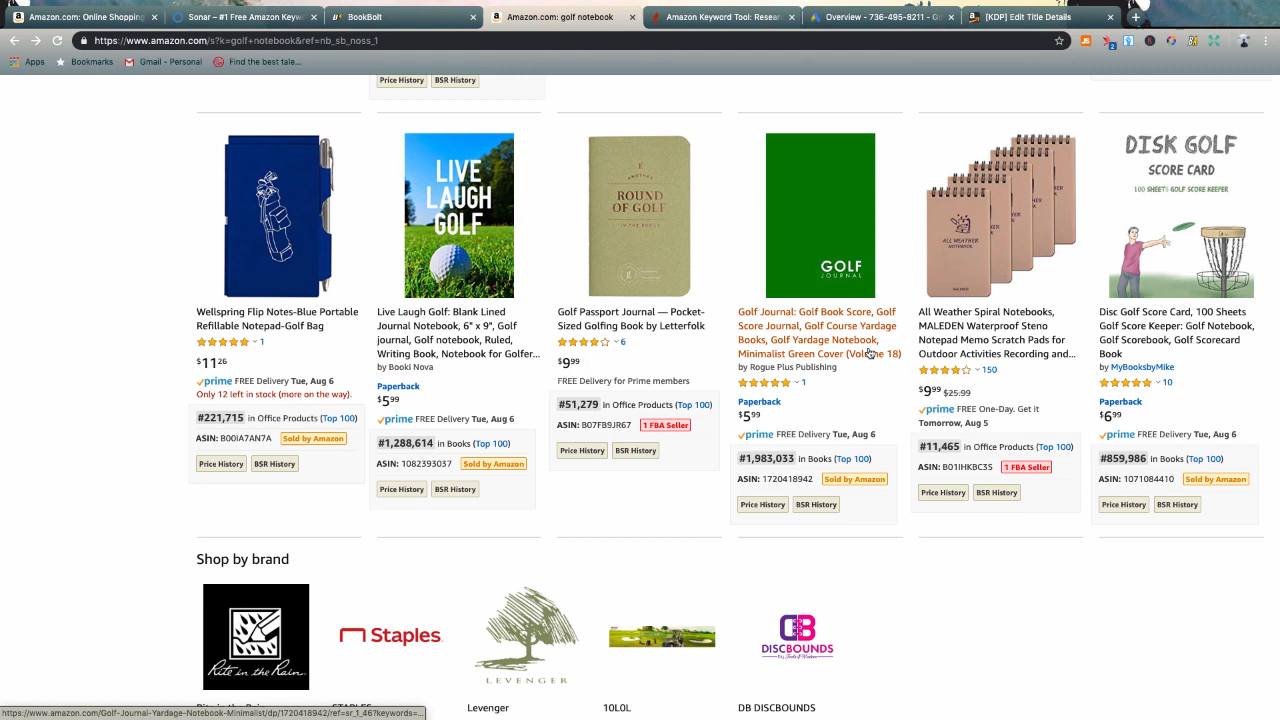 Amazon.com: Online Shopping
Sonar – #1 Free Amazon Keyw
BookBolt
Amazon.com: golf notebook
Amazon Keyword Tool: Resear
Overview - 736-495-8211 - G
[KDP] Edit Title Details
https://www.amazon.com/s?k=golf+notebook&ref=nb_sb_noss_1
Apps
Bookmarks
Gmail - Personal
Find the best tale...
Price History BSR History
LIVE
LAUGH
GOLF
ANOTHER
ROUND
OF GOLF
IN THE BOOKS
GOLF
JOURNAL
ALL WEATHER
NOTEBOOK
DISK GOLF
SCORE CARD
100 SHEETS GOLF SCORE KEEPER
Wellspring Flip Notes-Blue Portable
Refillable Notepad-Golf Bag
1
$11 26
prime FREE Delivery Tue, Aug 6
Only 12 left in stock (more on the way).
#221,715 in Office Products (Top 100)
ASIN: B00IA7AN7A Sold by Amazon
Price History BSR History
Live Laugh Golf: Blank Lined
Journal Notebook, 6" x 9", Golf
journal, Golf notebook, Ruled,
Writing Book, Notebook for Golfer...
by Booki Nova
Paperback
$5 99
prime FREE Delivery Tue, Aug 6
#1,288,614 in Books (Top 100)
ASIN: 1082393037 Sold by Amazon
Price History BSR History
Golf Passport Journal — Pocket-
Sized Golfing Book by Letterfolk
6
$9 99
FREE Delivery for Prime members
#51,279 in Office Products (Top 100)
ASIN: B07FB9JR67 1 FBA Seller
Price History BSR History
Golf Journal: Golf Book Score, Golf
Score Journal, Golf Course Yardage
Books, Golf Yardage Notebook,
Minimalist Green Cover (Volume 18)
by Rogue Plus Publishing
1
Paperback
$5 99
prime FREE Delivery Tue, Aug 6
#1,983,033 in Books (Top 100)
ASIN: 1720418942 Sold by Amazon
Price History BSR History
All Weather Spiral Notebooks,
MALEDEN Waterproof Steno
Notepad Memo Scratch Pads for
Outdoor Activities Recording and...
150
$9 99 $25.99
prime FREE One-Day. Get it
Tomorrow, Aug 5
#11,465 in Office Products (Top 100)
ASIN: B01IHKBC3S 1 FBA Seller
Price History BSR History
Disc Golf Score Card, 100 Sheets
Golf Score Keeper: Golf Notebook,
Golf Scorebook, Golf Scorecard
Book
by MyBooksbyMike
10
Paperback
$6 99
prime FREE Delivery Tue, Aug 6
#859,986 in Books (Top 100)
ASIN: 1071084410 Sold by Amazon
Price History BSR History
Shop by brand
Rite in the Rain
Staples
LEVENGER
DB
DISCBOUNDS
Levenger
10L0L
DB DISCBOUNDS
https://www.amazon.com/Golf-Journal-Yardage-Notebook-Minimalist/dp/1720418942/ref=sr_1_46?keywords=...